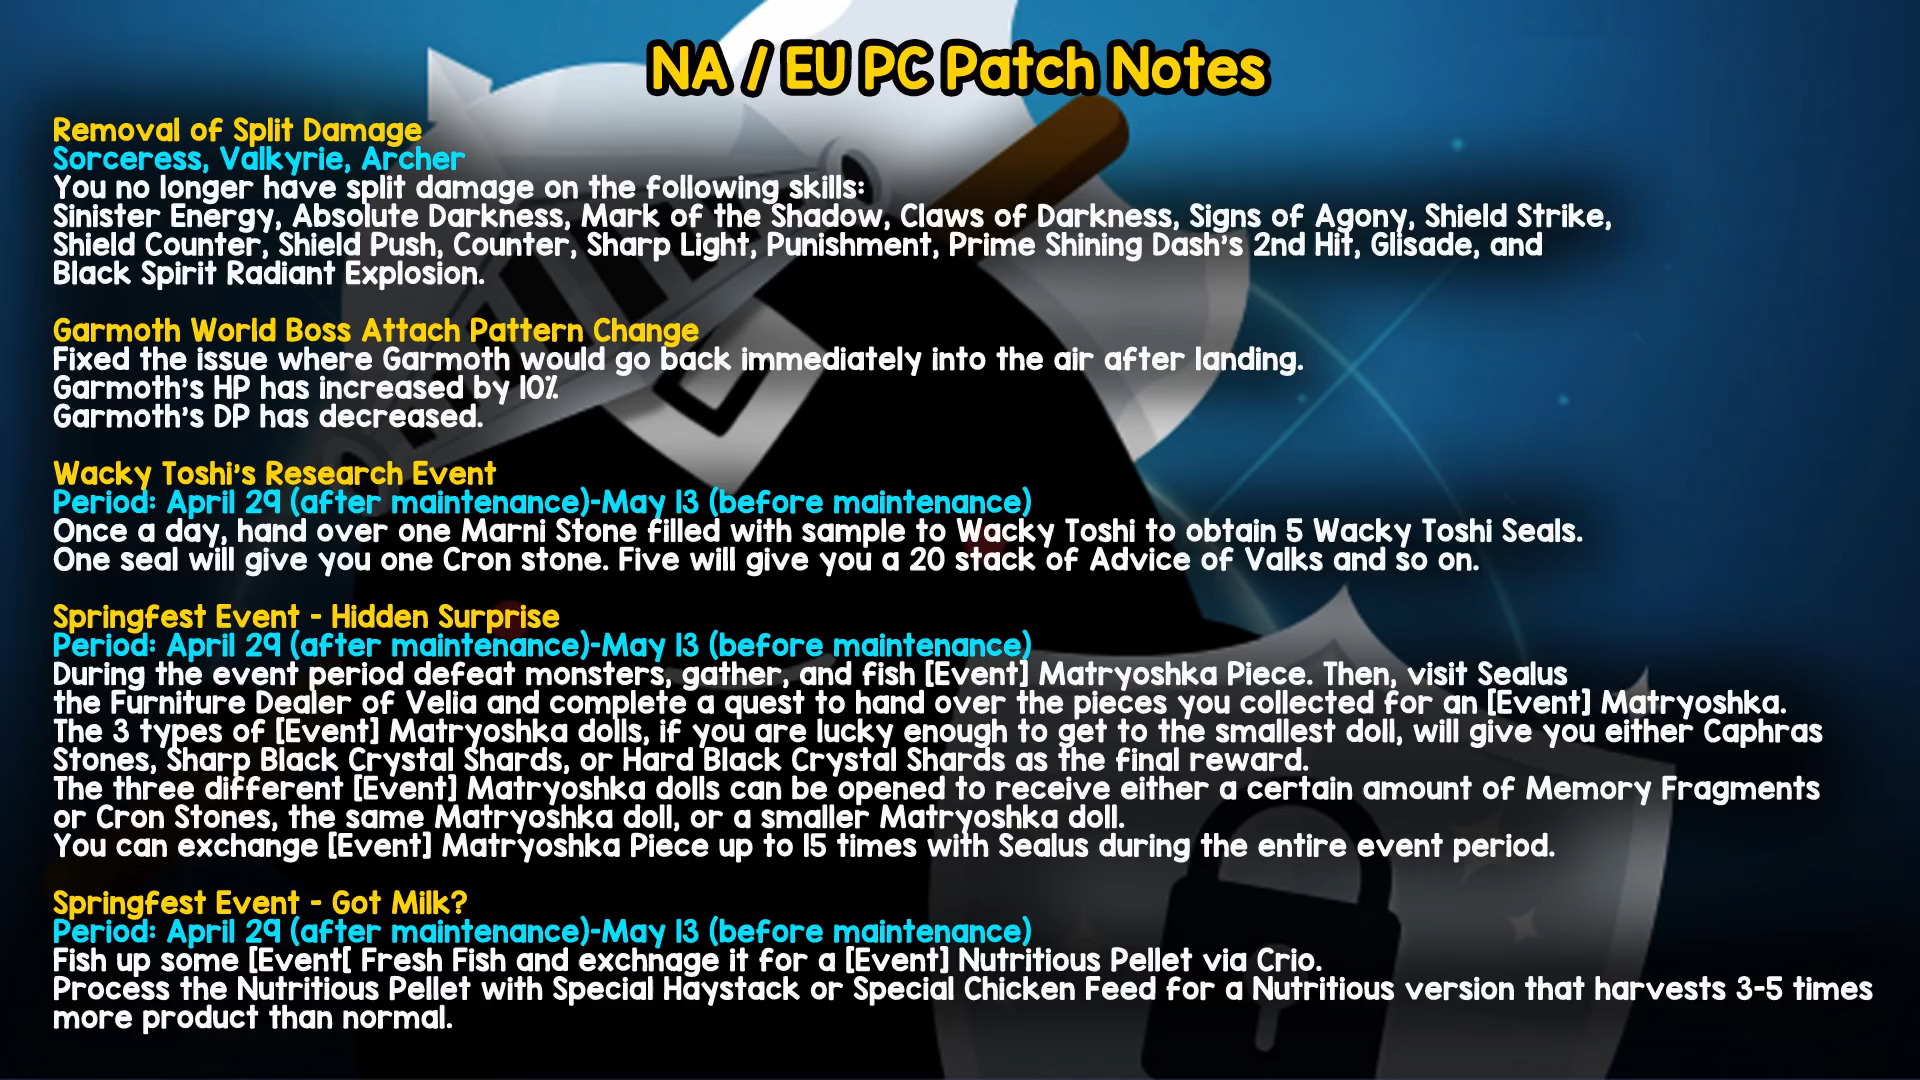 NA / EU PC Patch Notes
Removal of Split Damage
Sorceress, Valkyrie, Archer
You no longer have split damage on the following skills:
Sinister Energy, Absolute Darkness, Mark of the Shadow, Claws of Darkness, Signs of Agony, Shield Strike,
Shield Counter, Shield Push, Counter, Sharp Light, Punishment, Prime Shining Dash's 2nd Hit, Glisade, and
Black Spirit Radiant Explosion.
Garmoth World Boss Attach Pattern Change
Fixed the issue where Garmoth would go back immediately into the air after landing.
Garmoth's HP has increased by 10%.
Garmoth's DP has decreased.
Wacky Toshi's Research Event
Period: April 29 (after maintenance)-May 13 (before maintenance)
Once a day, hand over one Marni Stone filled with sample to Wacky Toshi to obtain 5 Wacky Toshi Seals.
One seal will give you one Cron stone. Five will give you a 20 stack of Advice of Valks and so on.
Springfest Event - Hidden Surprise
Period: April 29 (after maintenance)-May 13 (before maintenance)
During the event period defeat monsters, gather, and fish [Event] Matryoshka Piece. Then, visit Sealus
the Furniture Dealer of Velia and complete a quest to hand over the pieces you collected for an [Event] Matryoshka.
The 3 types of [Event] Matryoshka dolls, if you are lucky enough to get to the smallest doll, will give you either Caphras
Stones, Sharp Black Crystal Shards, or Hard Black Crystal Shards as the final reward.
The three different [Event] Matryoshka dolls can be opened to receive either a certain amount of Memory Fragments
or Cron Stones, the same Matryoshka doll, or a smaller Matryoshka doll.
You can exchange [Event] Matryoshka Piece up to 15 times with Sealus during the entire event period.
Springfest Event - Got Milk?
Period: April 29 (after maintenance)-May 13 (before maintenance)
Fish up some [Event[ Fresh Fish and exchnage it for a [Event] Nutritious Pellet via Crio.
Process the Nutritious Pellet with Special Haystack or Special Chicken Feed for a Nutritious version that harvests 3-5 times
more product than normal.